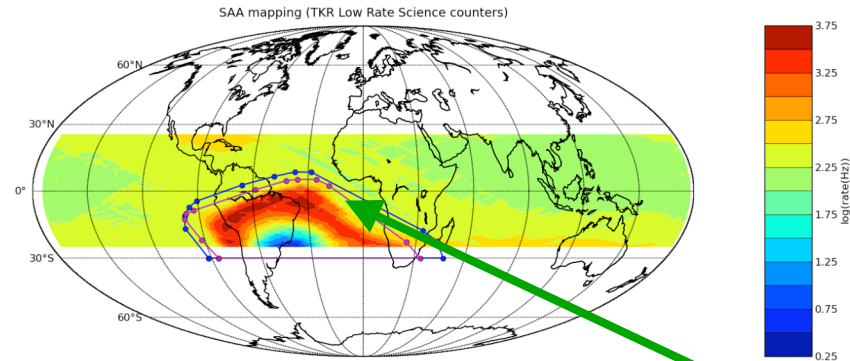 SAA mapping (TKR Low Rate Science counters)
60°N
30°N
0°
30°S
60°S
3.75
3.25
2.75
2.25
1.75
1.25
0.75
0.25
log(rate(Hz))